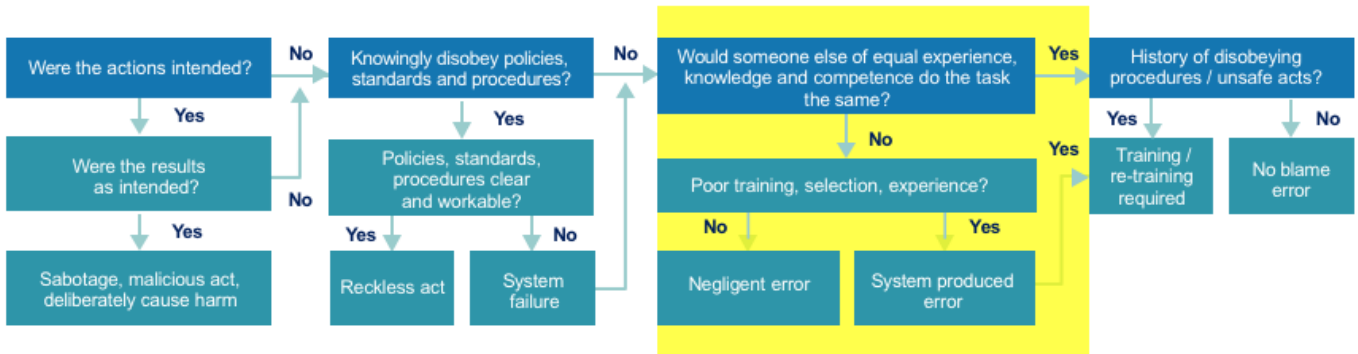 Were the actions intended?
No
Knowingly disobey policies,
standards and procedures?
No
Would someone else of equal experience,
knowledge and competence do the task
the same?
Yes
History of disobeying
procedures / unsafe acts?
Yes
Were the results
as intended?
No
Yes
Sabotage, malicious act,
deliberately cause harm
Yes
Policies, standards,
procedures clear
and workable?
Yes
No
Reckless act
System
failure
No
Poor training, selection, experience?
No
Yes
Negligent error
System produced
error
Yes
Yes
No
Training /
re-training
required
No blame
error